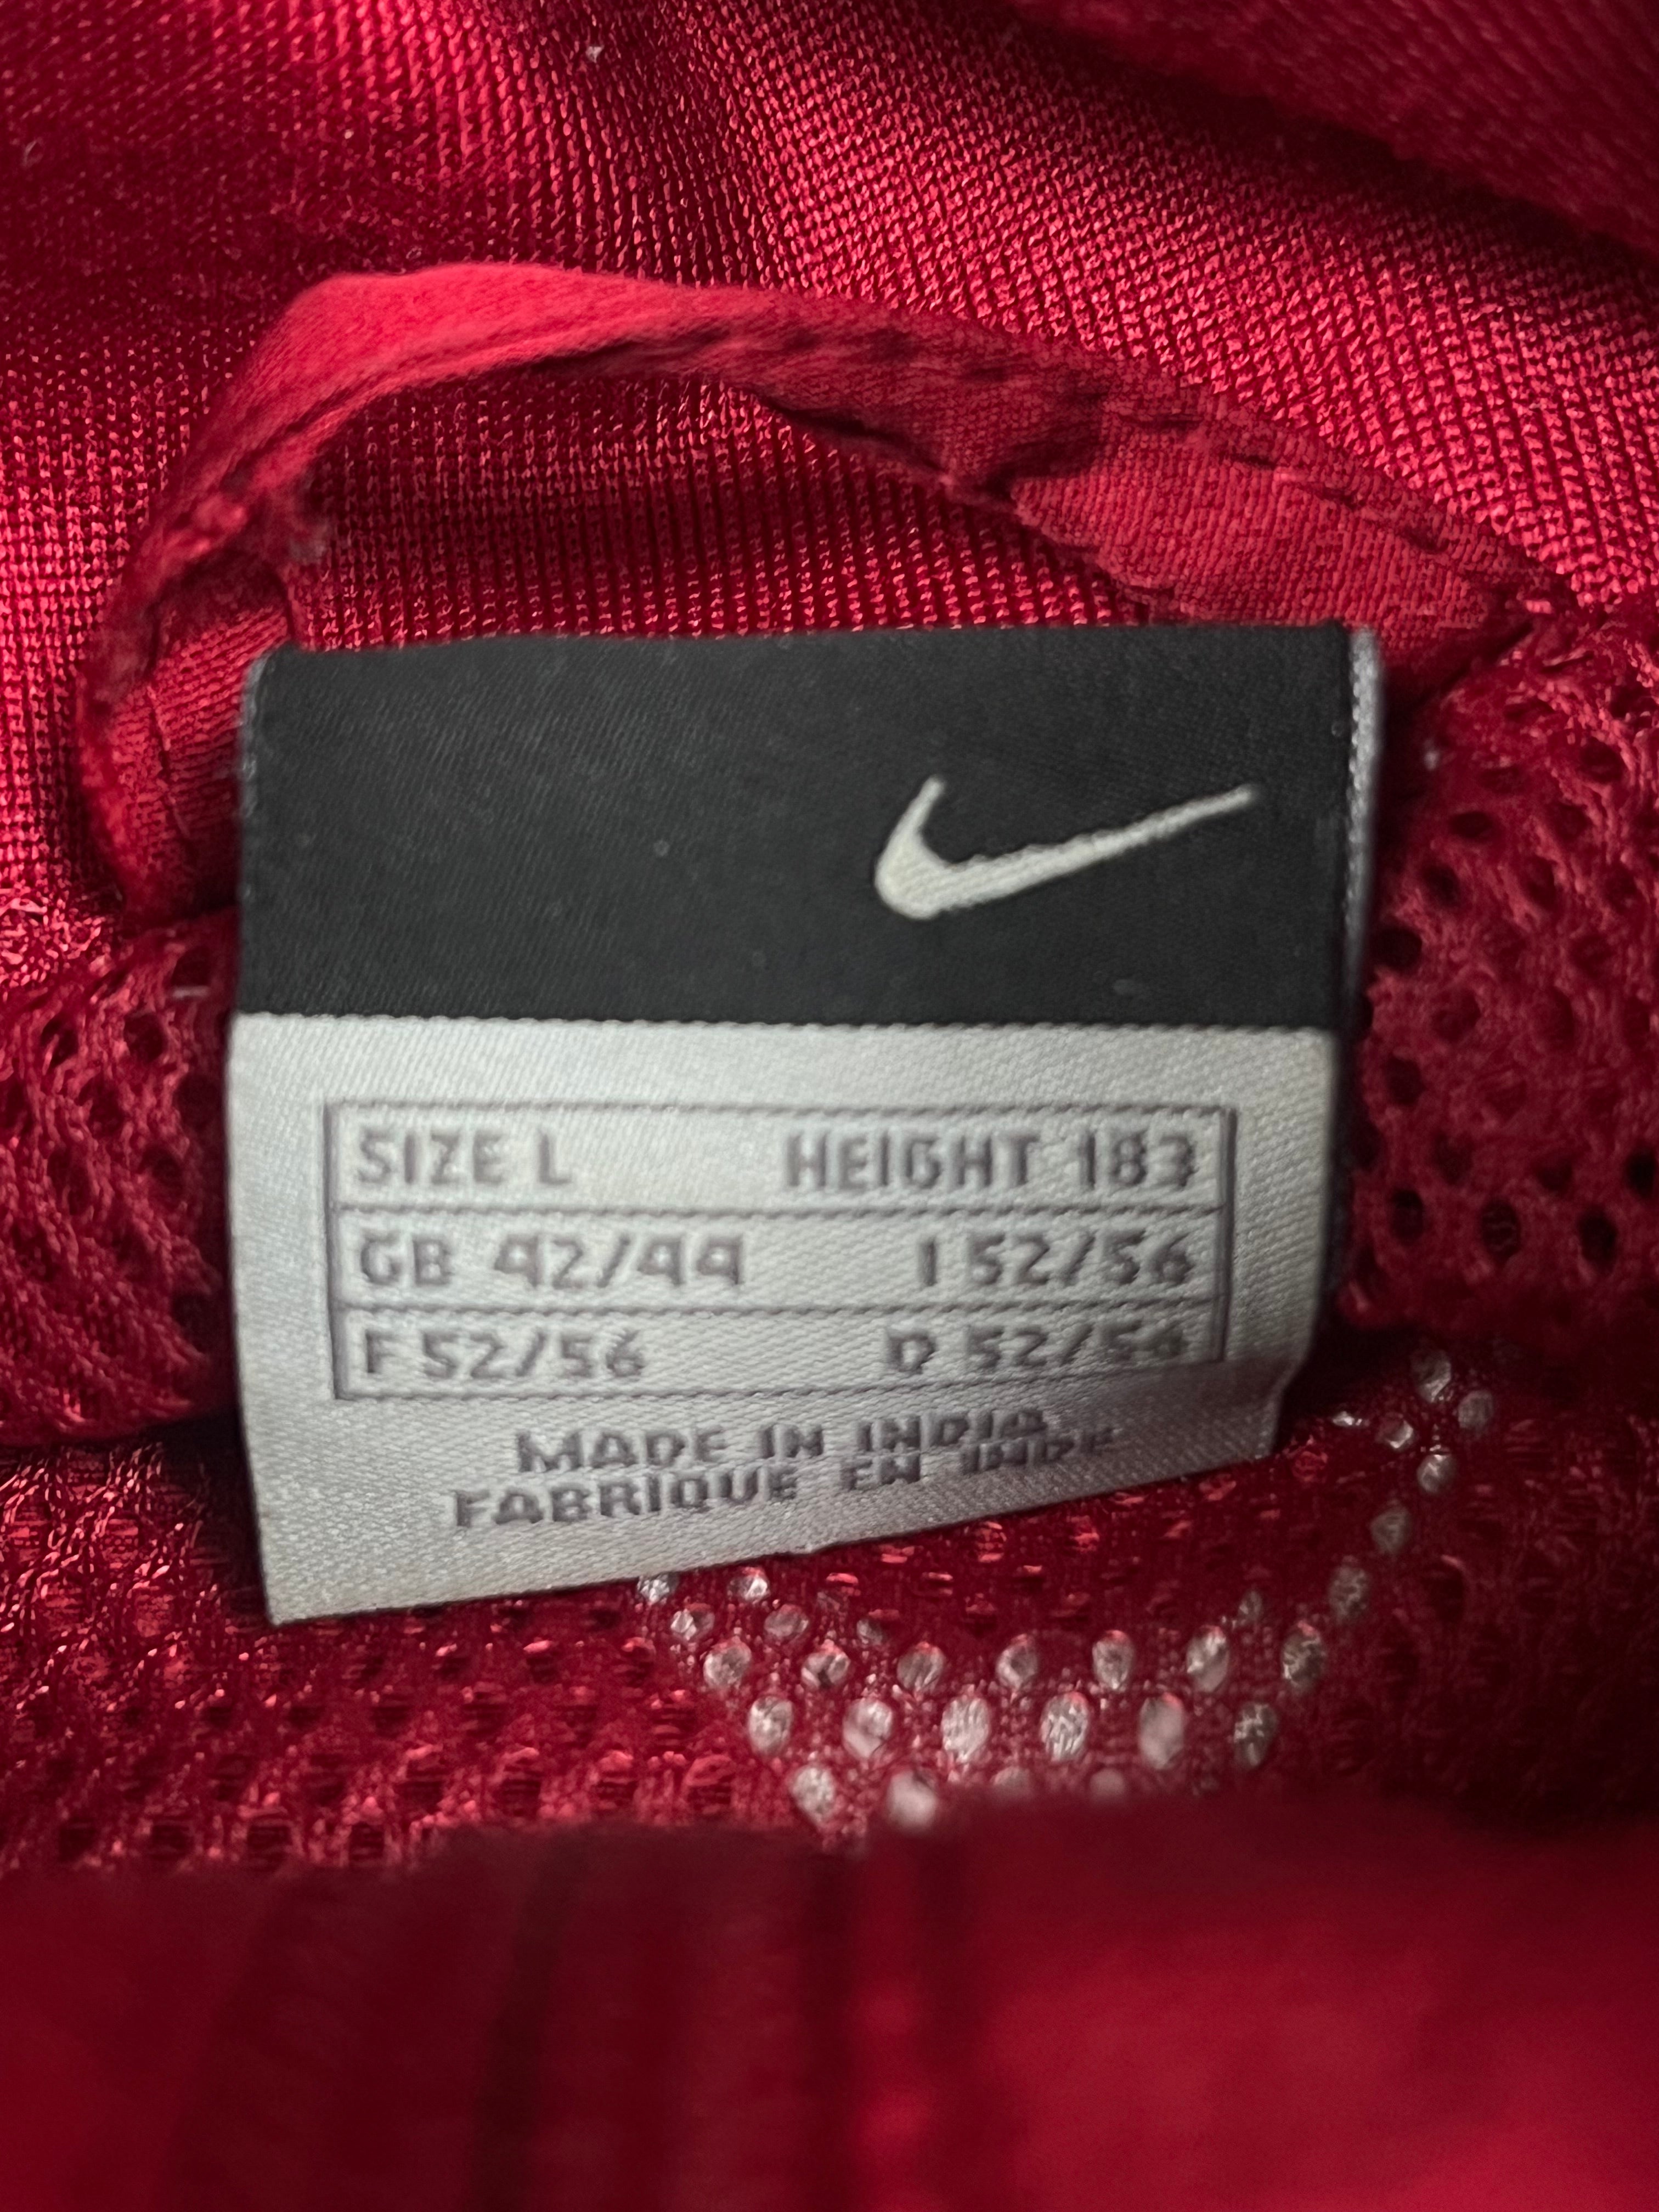 SIZE L HEIGHT 183
GB 42/44 I 52/56
F 52/56 D 52/56
MADE IN INDIA
FABRIQUE EN INDE